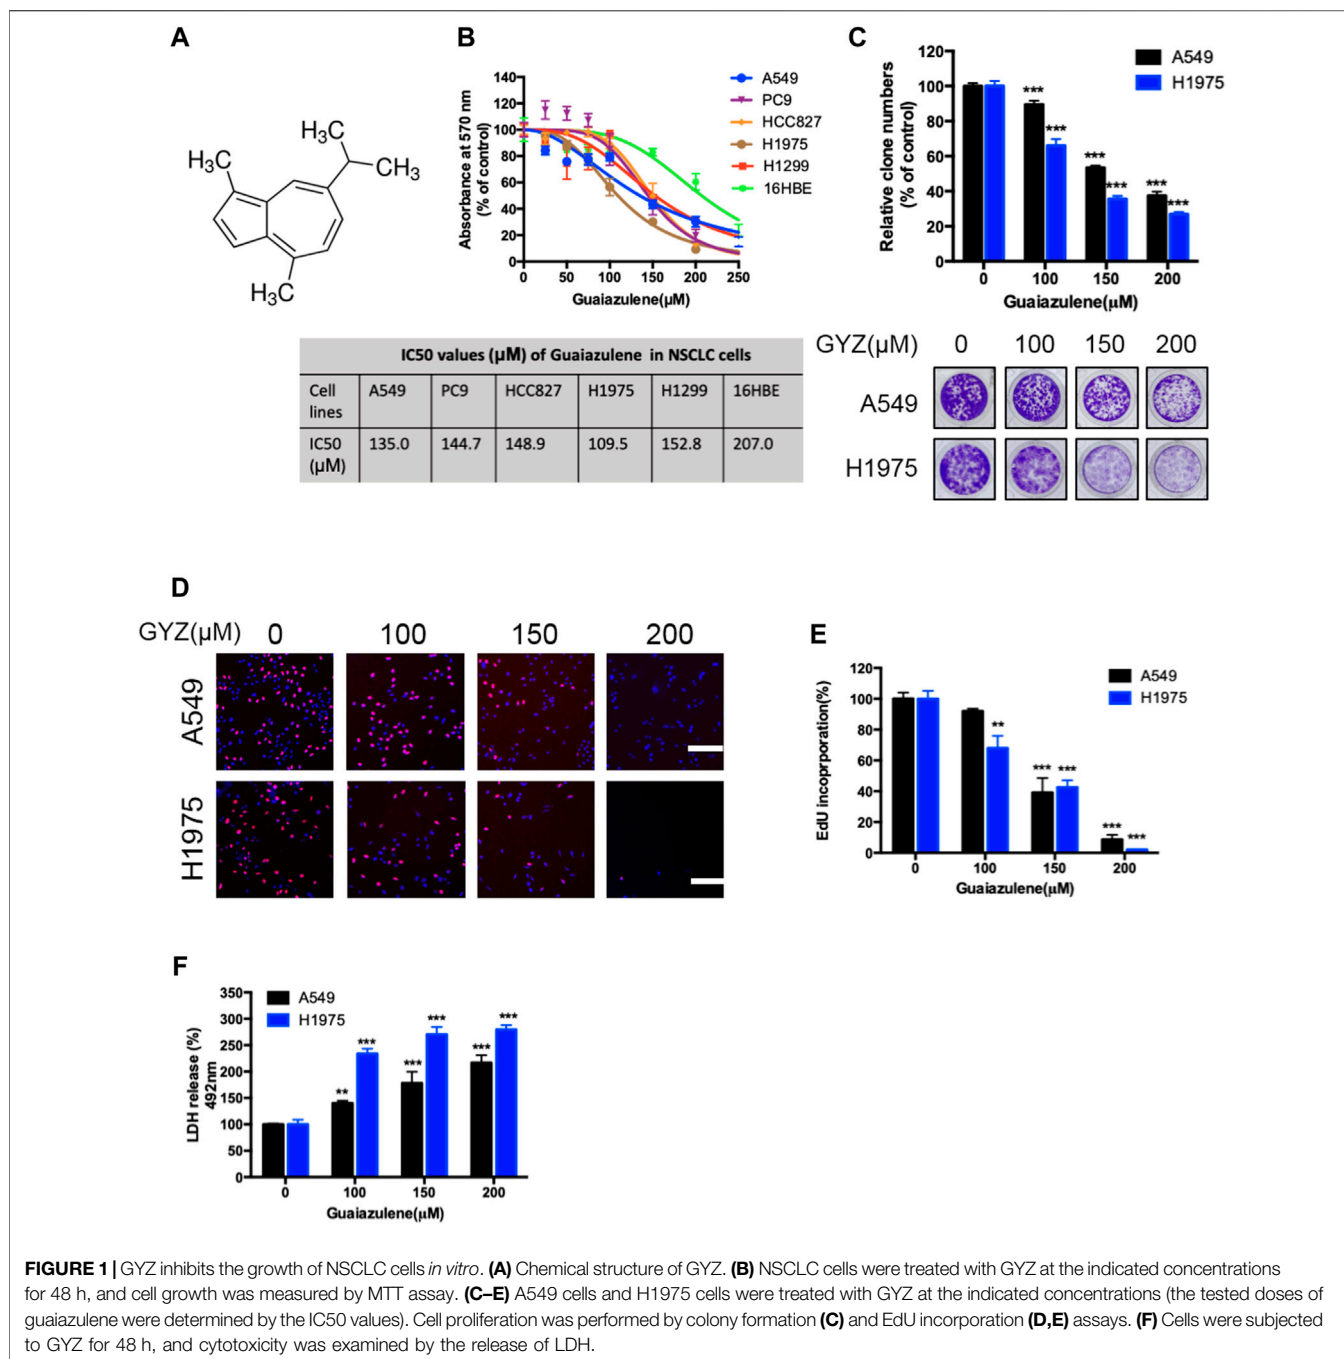 A
H₃C
CH₃
H₃C
H₃C
B
Absorbance at 570 nm
(% of control)
140
120
100
80
60
40
20
0
0 50 100 150 200 250
Guaiazulene(μM)
A549
PC9
HCC827
H1975
H1299
16HBE
IC50 values (μM) of Guaiazulene in NSCLC cells
Cell lines A549 PC9 HCC827 H1975 H1299 16HBE
IC50 (μM) 135.0 144.7 148.9 109.5 152.8 207.0
C
Relative clone numbers
(% of control)
120
100
80
60
40
20
0
A549
H1975
*** *** *** *** *** ***
0 100 150 200
Guaiazulene(μM)
GYZ(μM) 0 100 150 200
A549
H1975
D
GYZ(μM) 0 100 150 200
A549
H1975
E
EdU incoprporation(%)
120
100
80
60
40
20
0
A549
H1975
** *** *** *** ***
0 100 150 200
Guaiazulene(μM)
F
LDH release (%)
492nm
350
300
250
200
150
100
50
0
A549
H1975
** *** *** *** *** ***
0 100 150 200
Guaiazulene(μM)
FIGURE 1 | GYZ inhibits the growth of NSCLC cells in vitro. (A) Chemical structure of GYZ. (B) NSCLC cells were treated with GYZ at the indicated concentrations
for 48 h, and cell growth was measured by MTT assay. (C–E) A549 cells and H1975 cells were treated with GYZ at the indicated concentrations (the tested doses of
guaiazulene were determined by the IC50 values). Cell proliferation was performed by colony formation (C) and EdU incorporation (D,E) assays. (F) Cells were subjected
to GYZ for 48 h, and cytotoxicity was examined by the release of LDH.